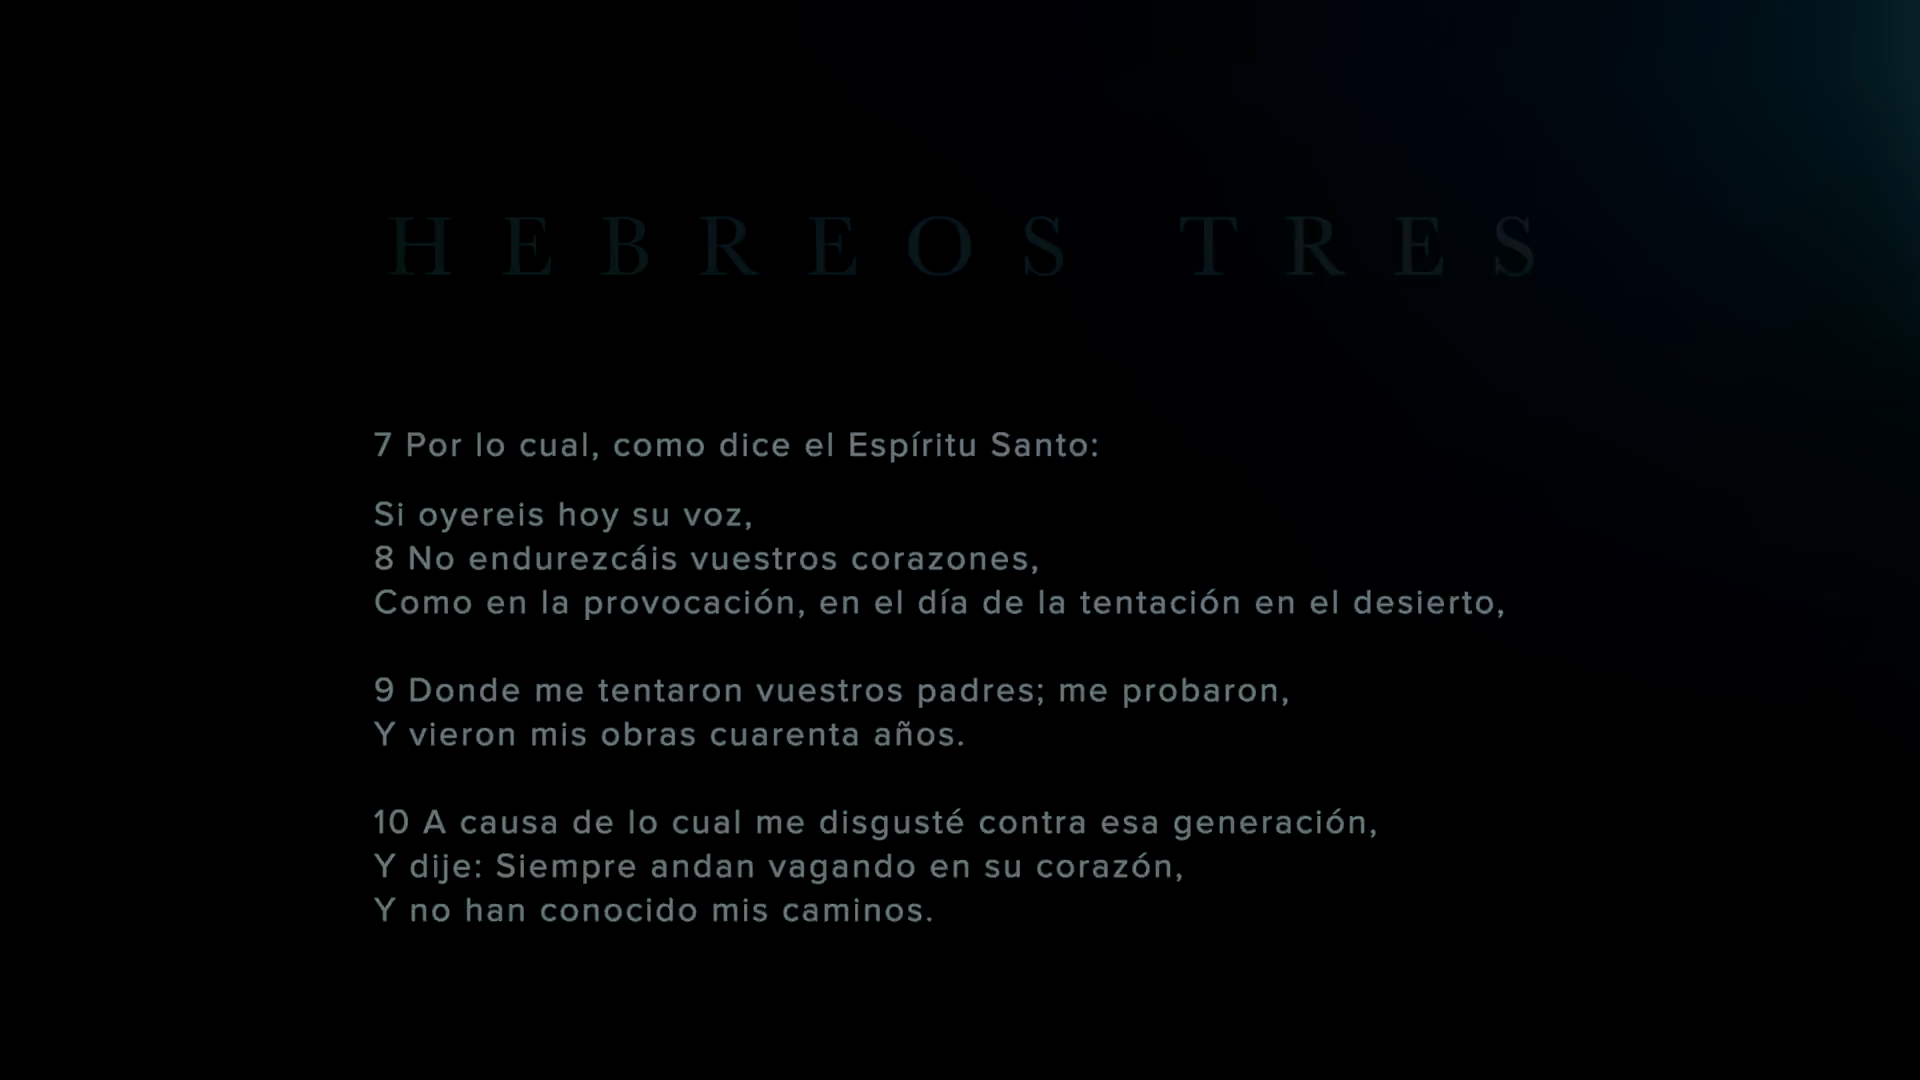 HEBREOS TRES
7 Por lo cual, como dice el Espíritu Santo:
Si oyereis hoy su voz,
8 No endurezcáis vuestros corazones,
Como en la provocación, en el día de la tentación en el desierto,
9 Donde me tentaron vuestros padres; me probaron,
Y vieron mis obras cuarenta años.
10 A causa de lo cual me disgusté contra esa generación,
Y dije: Siempre andan vagando en su corazón,
Y no han conocido mis caminos.